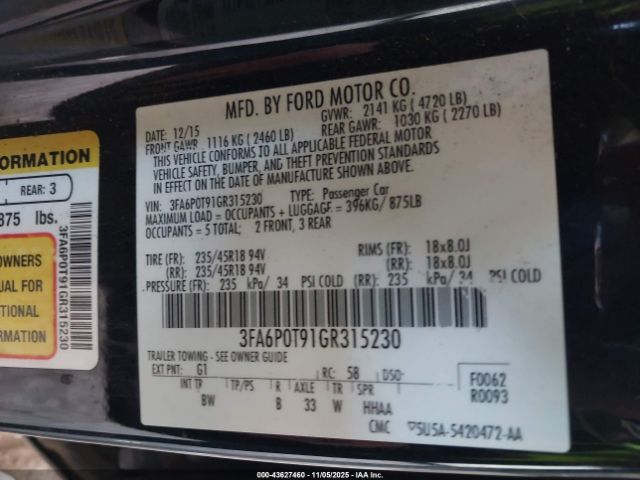 MFD. BY FORD MOTOR CO.
DATE: 12/15
GVWR: 2141 KG ( 4720 LB)
FRONT GAWR: 1116 KG ( 2460 LB)
REAR GAWR: 1030 KG ( 2270 LB)
THIS VEHICLE CONFORMS TO ALL APPLICABLE FEDERAL MOTOR
VEHICLE SAFETY, BUMPER, AND THEFT PREVENTION STANDARDS
IN EFFECT ON THE DATE OF MANUFACTURE SHOWN ABOVE.
VIN: 3FA6P0T91GR315230 TYPE: Passenger Car
MAXIMUM LOAD = OCCUPANTS + LUGGAGE = 396KG/ 875LB
OCCUPANTS = 5 TOTAL; 2 FRONT, 3 REAR
TIRE (FR): 235/45R18 94V RIMS (FR): 18x8.0J
(RR): 235/45R18 94V (RR): 18x8.0J
PRESSURE (FR): 235 kPa/ 34 PSI COLD (RR): 235 kPa/ 34 PSI COLD
3FA6P0T91GR315230
TRAILER TOWING - SEE OWNER GUIDE
EXT PNT: G1 RC: 58 DSO:
F0062
R0093
INT TP TP/PS R AXLE TR SPR
BW B 33 W HHAA
CMC 5U5A-5420472-AA
FORMATION
REAR: 3
875 lbs.
OWNERS
UAL FOR
TIONAL
RMATION
3FA6P0T91GR315230
000-43627460 - 11/05/2025 - IAA Inc.